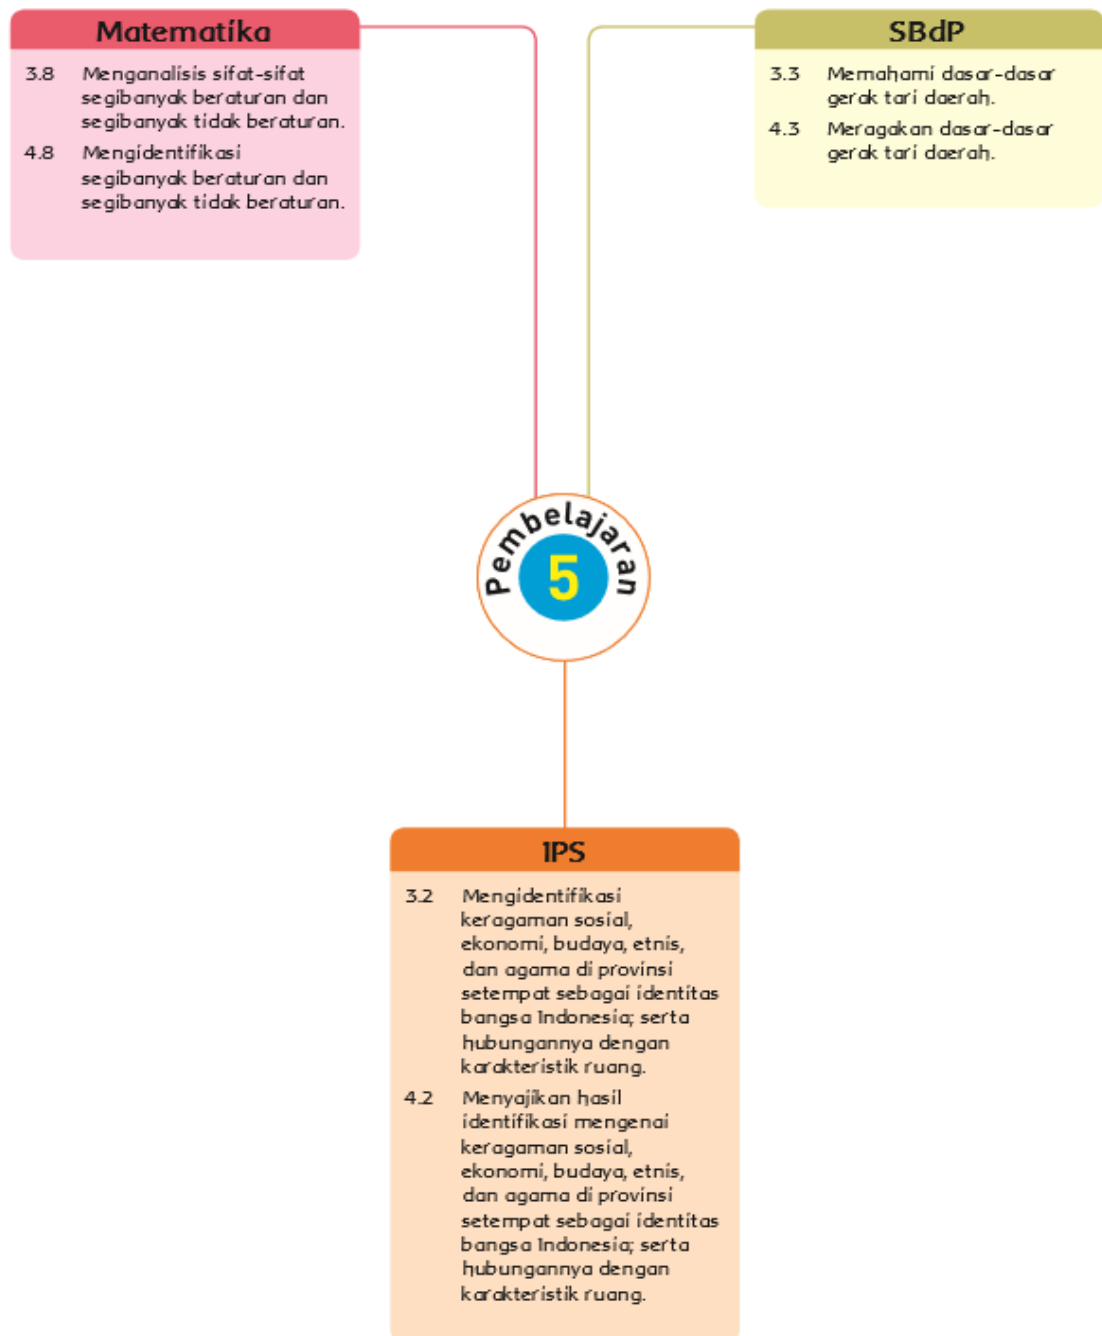 Matematika
3.8 Menganalisis sifat-sifat
segibanyak beraturan dan
segibanyak tidak beraturan.
4.8 Mengidentifikasi
segibanyak beraturan dan
segibanyak tidak beraturan.
SBdP
3.3 Memahami dasar-dasar
gerak tari daerah.
4.3 Meragakan dasar-dasar
gerak tari daerah.
Pembelajaran
5
IPS
3.2 Mengidentifikasi
keragaman sosial,
ekonomi, budaya, etnis,
dan agama di provinsi
setempat sebagai identitas
bangsa Indonesia; serta
hubungannya dengan
karakteristik ruang.
4.2 Menyajikan hasil
identifikasi mengenai
keragaman sosial,
ekonomi, budaya, etnis,
dan agama di provinsi
setempat sebagai identitas
bangsa Indonesia; serta
hubungannya dengan
karakteristik ruang.